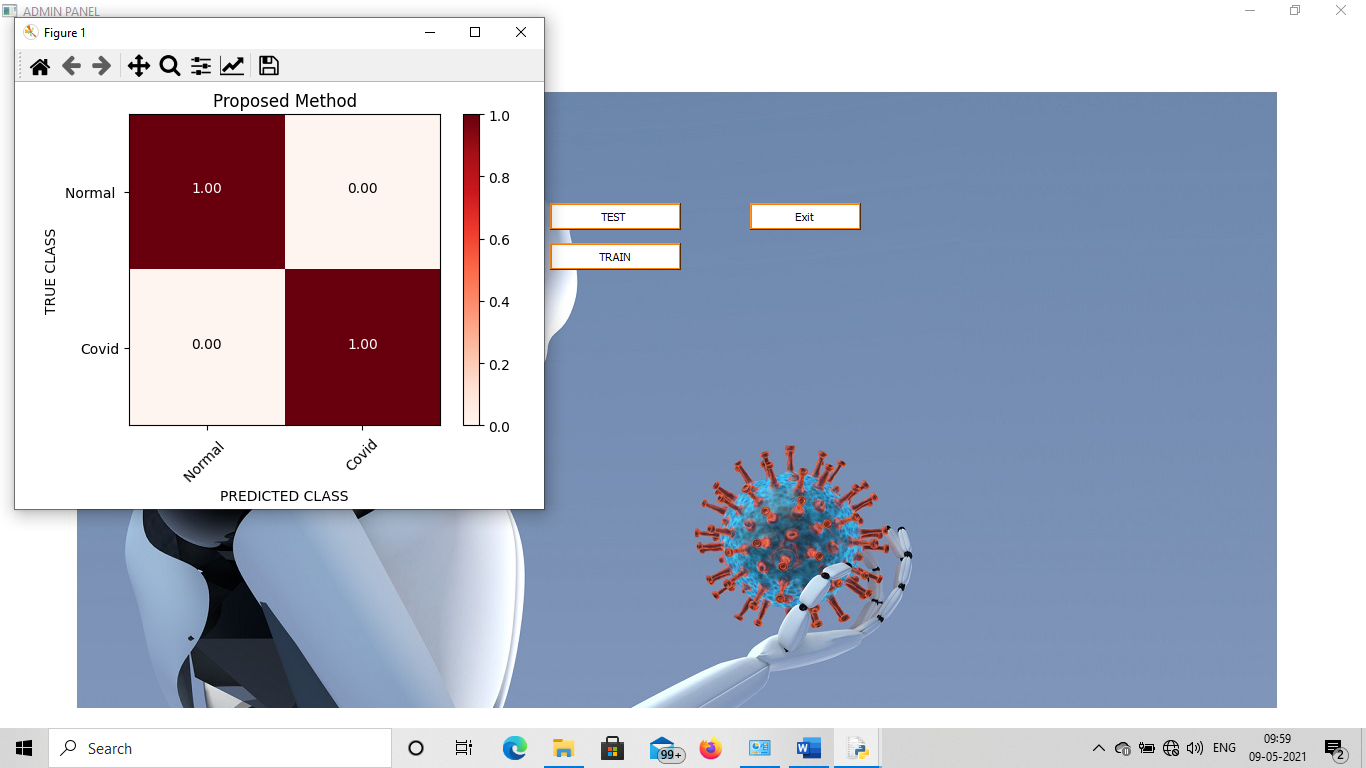 ADMIN PANEL
Figure 1
Proposed Method
1.0
0.8
0.6
0.4
0.2
0.0
TRUE CLASS
Normal
1.00
0.00
Covid
0.00
1.00
Normal
Covid
PREDICTED CLASS
TEST
Exit
TRAIN
Search
99+
ENG
09:59
09-05-2021
2